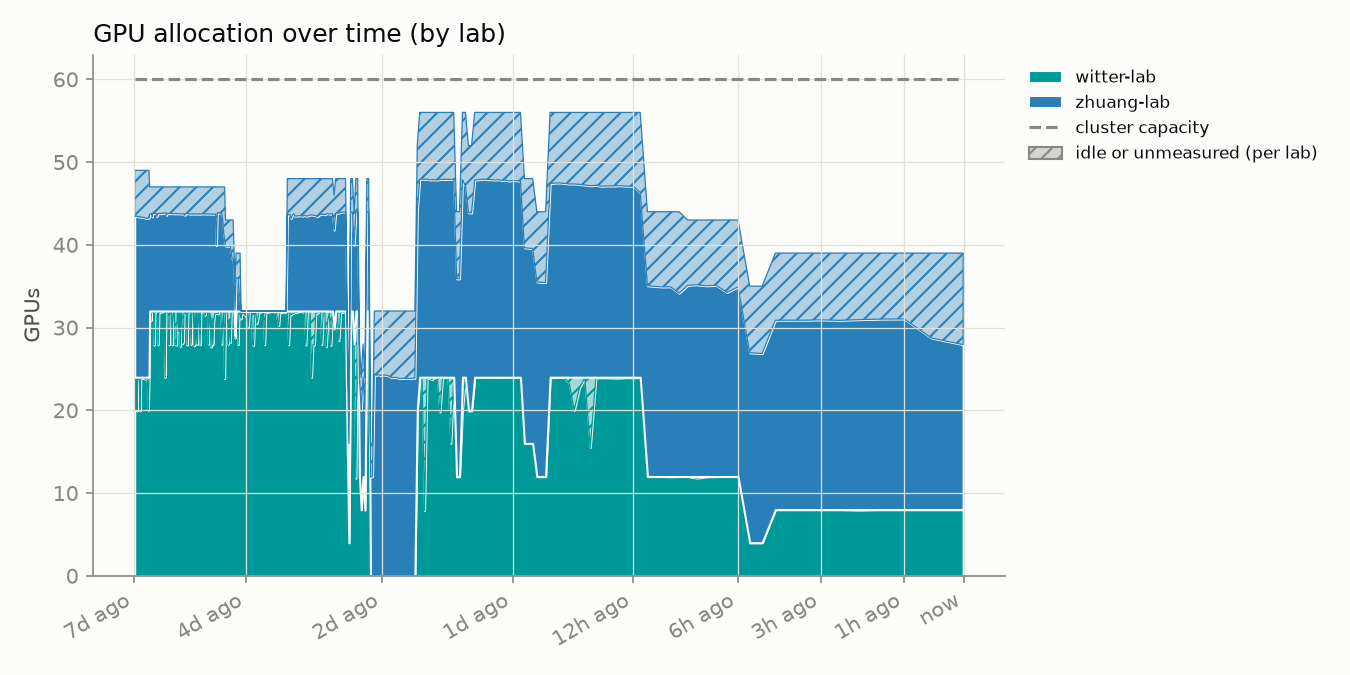 GPU allocation over time (by lab)
witter-lab
zhuang-lab
cluster capacity
idle or unmeasured (per lab)
GPUs
60
50
40
30
20
10
0
7d ago
4d ago
2d ago
1d ago
12h ago
6h ago
3h ago
1h ago
now